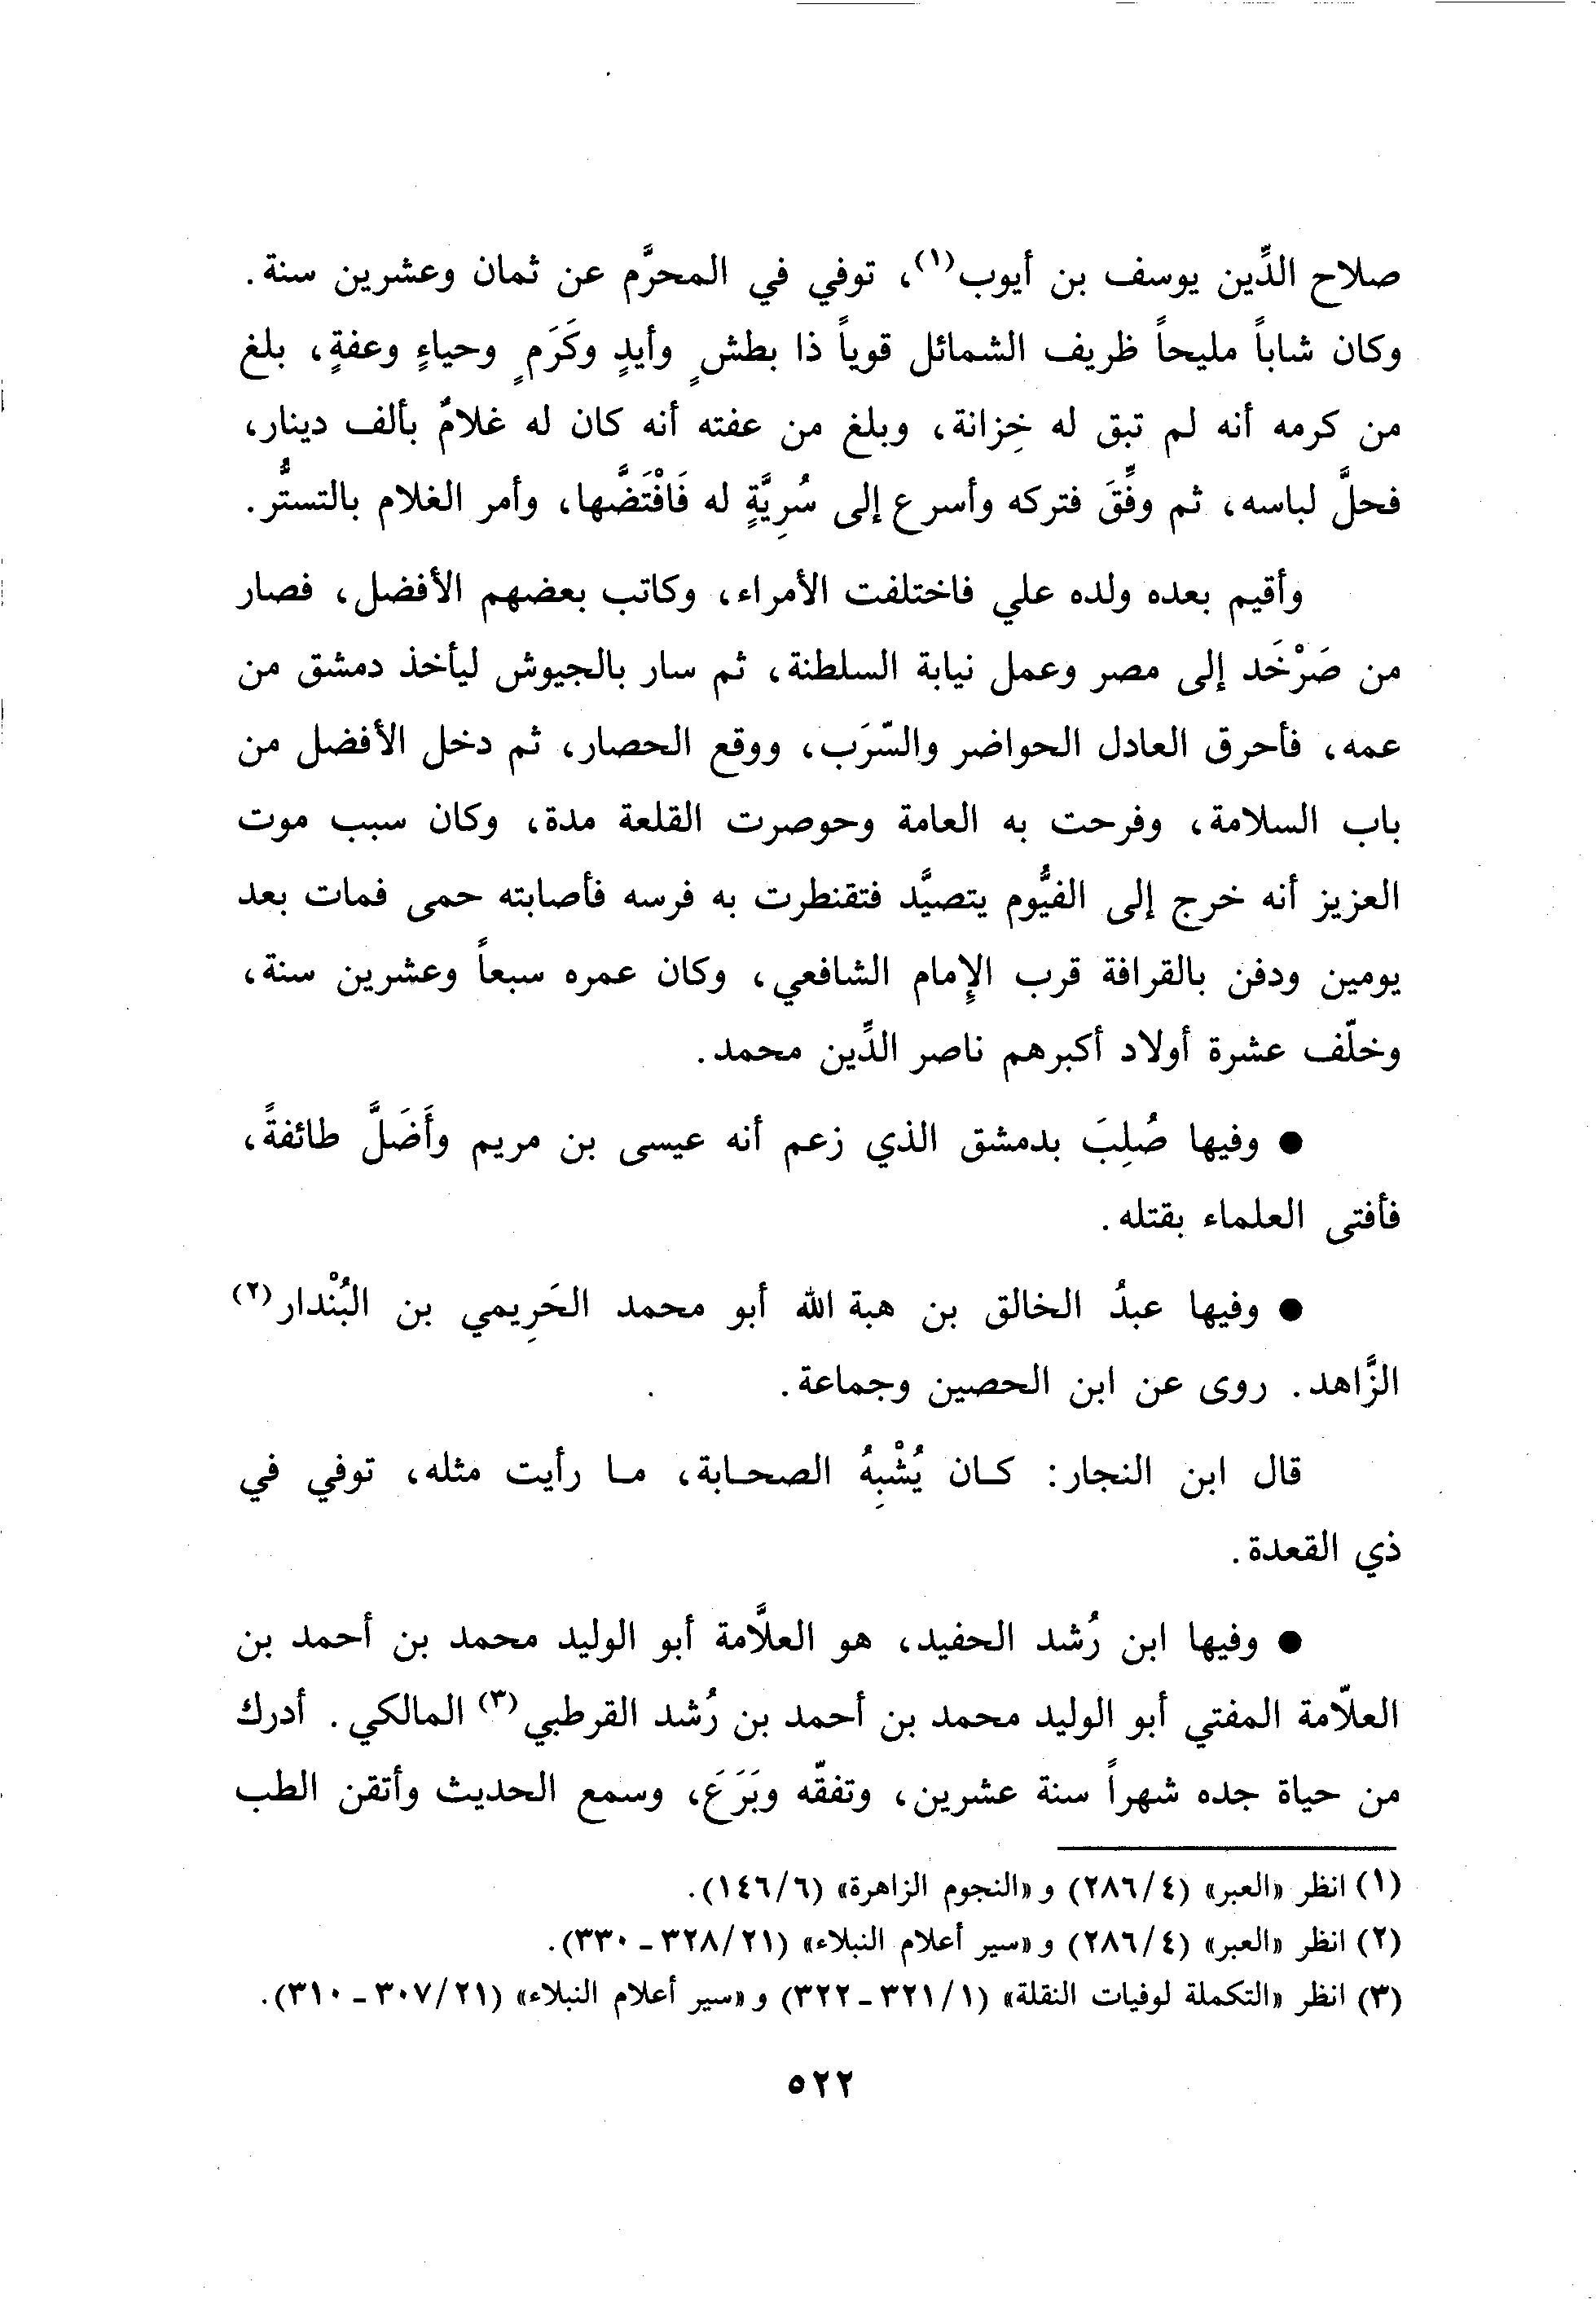 صلاح الدِّين يوسف بن أيوب(١)، توفي في المحرَّم عن ثمان وعشرين سنة.
وكان شاباً مليحاً ظريف الشمائل قوياً ذا بطشٍ وأيدٍ وكَرَمٍ وحياءٍ وعفةٍ، بلغ
من كرمه أنه لم تبق له خِزانة، وبلغ من عفته أنه كان له غلامٌ بألف دينار،
فحلَّ لباسه، ثم وفِّقَ فتركه وأسرع إلى سُرِيَّةٍ له فَافْتَضَّها، وأمر الغلام بالتستُّر.
وأقيم بعده ولده علي فاختلفت الأمراء، وكاتب بعضهم الأفضل، فصار
من صَرْخَد إلى مصر وعمل نيابة السلطنة، ثم سار بالجيوش ليأخذ دمشق من
عمه، فأحرق العادل الحواضر والسّرَب، ووقع الحصار، ثم دخل الأفضل من
باب السلامة، وفرحت به العامة وحوصرت القلعة مدة، وكان سبب موت
العزيز أنه خرج إلى الفيُّوم يتصيَّد فتقنطرت به فرسه فأصابته حمى فمات بعد
يومين ودفن بالقرافة قرب الإمام الشافعي، وكان عمره سبعاً وعشرين سنة،
وخلّف عشرة أولاد أكبرهم ناصر الدِّين محمد.
● وفيها صُلِبَ بدمشق الذي زعم أنه عيسى بن مريم وأَضَلَّ طائفةً،
فأفتى العلماء بقتله.
● وفيها عبدُ الخالق بن هبة الله أبو محمد الحَرِيمي بن البُنْدار(٢)
الزَّاهد. روى عن ابن الحصين وجماعة.
قال ابن النجار: كان يُشْبِهُ الصحابة، ما رأيت مثله، توفي في
ذي القعدة.
● وفيها ابن رُشد الحفيد، هو العلَّامة أبو الوليد محمد بن أحمد بن
العلّامة المفتي أبو الوليد محمد بن أحمد بن رُشد القرطبي(٣) المالكي. أدرك
من حياة جده شهراً سنة عشرين، وتفقّه وبَرَعَ، وسمع الحديث وأتقن الطب
(١) انظر «العبر» (٢٨٦/٤) و «النجوم الزاهرة» (١٤٦/٦).
(٢) انظر «العبر» (٢٨٦/٤) و «سير أعلام النبلاء» (٣٢٨/٢١ - ٣٣٠).
(٣) انظر «التكملة لوفيات النقلة» (٣٢١/١ - ٣٢٢) و «سير أعلام النبلاء» (٣٠٧/٢١ - ٣١٠).
٥٢٢